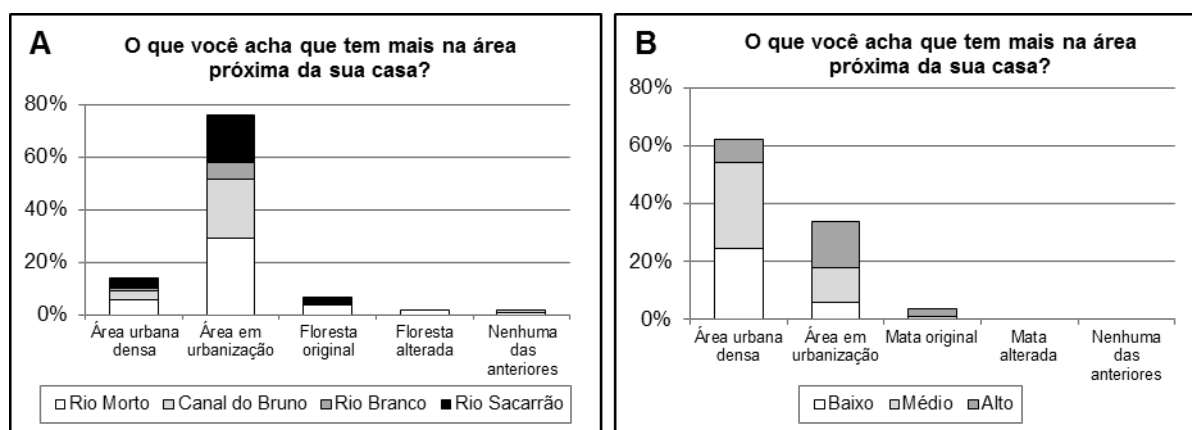 A
O que você acha que tem mais na área
próxima da sua casa?
80%
60%
40%
20%
0%
Área urbana
densa
Área em
urbanização
Floresta
original
Floresta
alterada
Nenhuma
das
anteriores
Rio Morto Canal do Bruno Rio Branco Rio Sacarrão
B
O que você acha que tem mais na área
próxima da sua casa?
80%
60%
40%
20%
0%
Área urbana
densa
Área em
urbanização
Mata original
Mata
alterada
Nenhuma
das
anteriores
Baixo Médio Alto